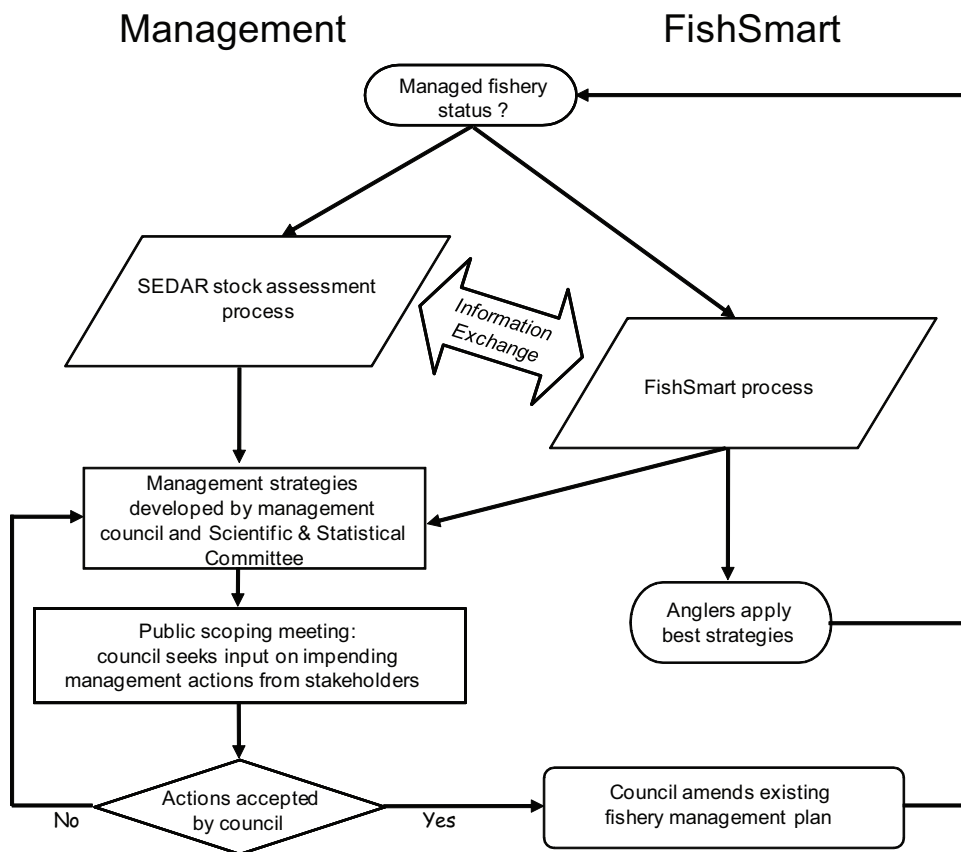 Management
FishSmart
Managed fishery
status ?
SEDAR stock assessment
process
Information
Exchange
FishSmart process
Management strategies
developed by management
council and Scientific & Statistical
Committee
Public scoping meeting:
council seeks input on impending
management actions from stakeholders
Anglers apply
best strategies
Actions accepted
by council
No
Yes
Council amends existing
fishery management plan